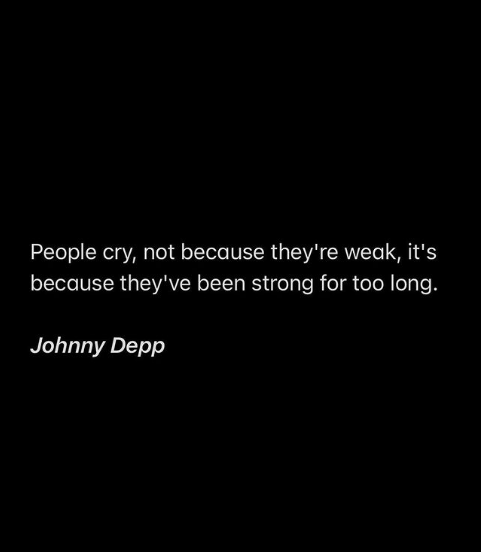 People cry, not because they're weak, it's
because they've been strong for too long.
Johnny Depp